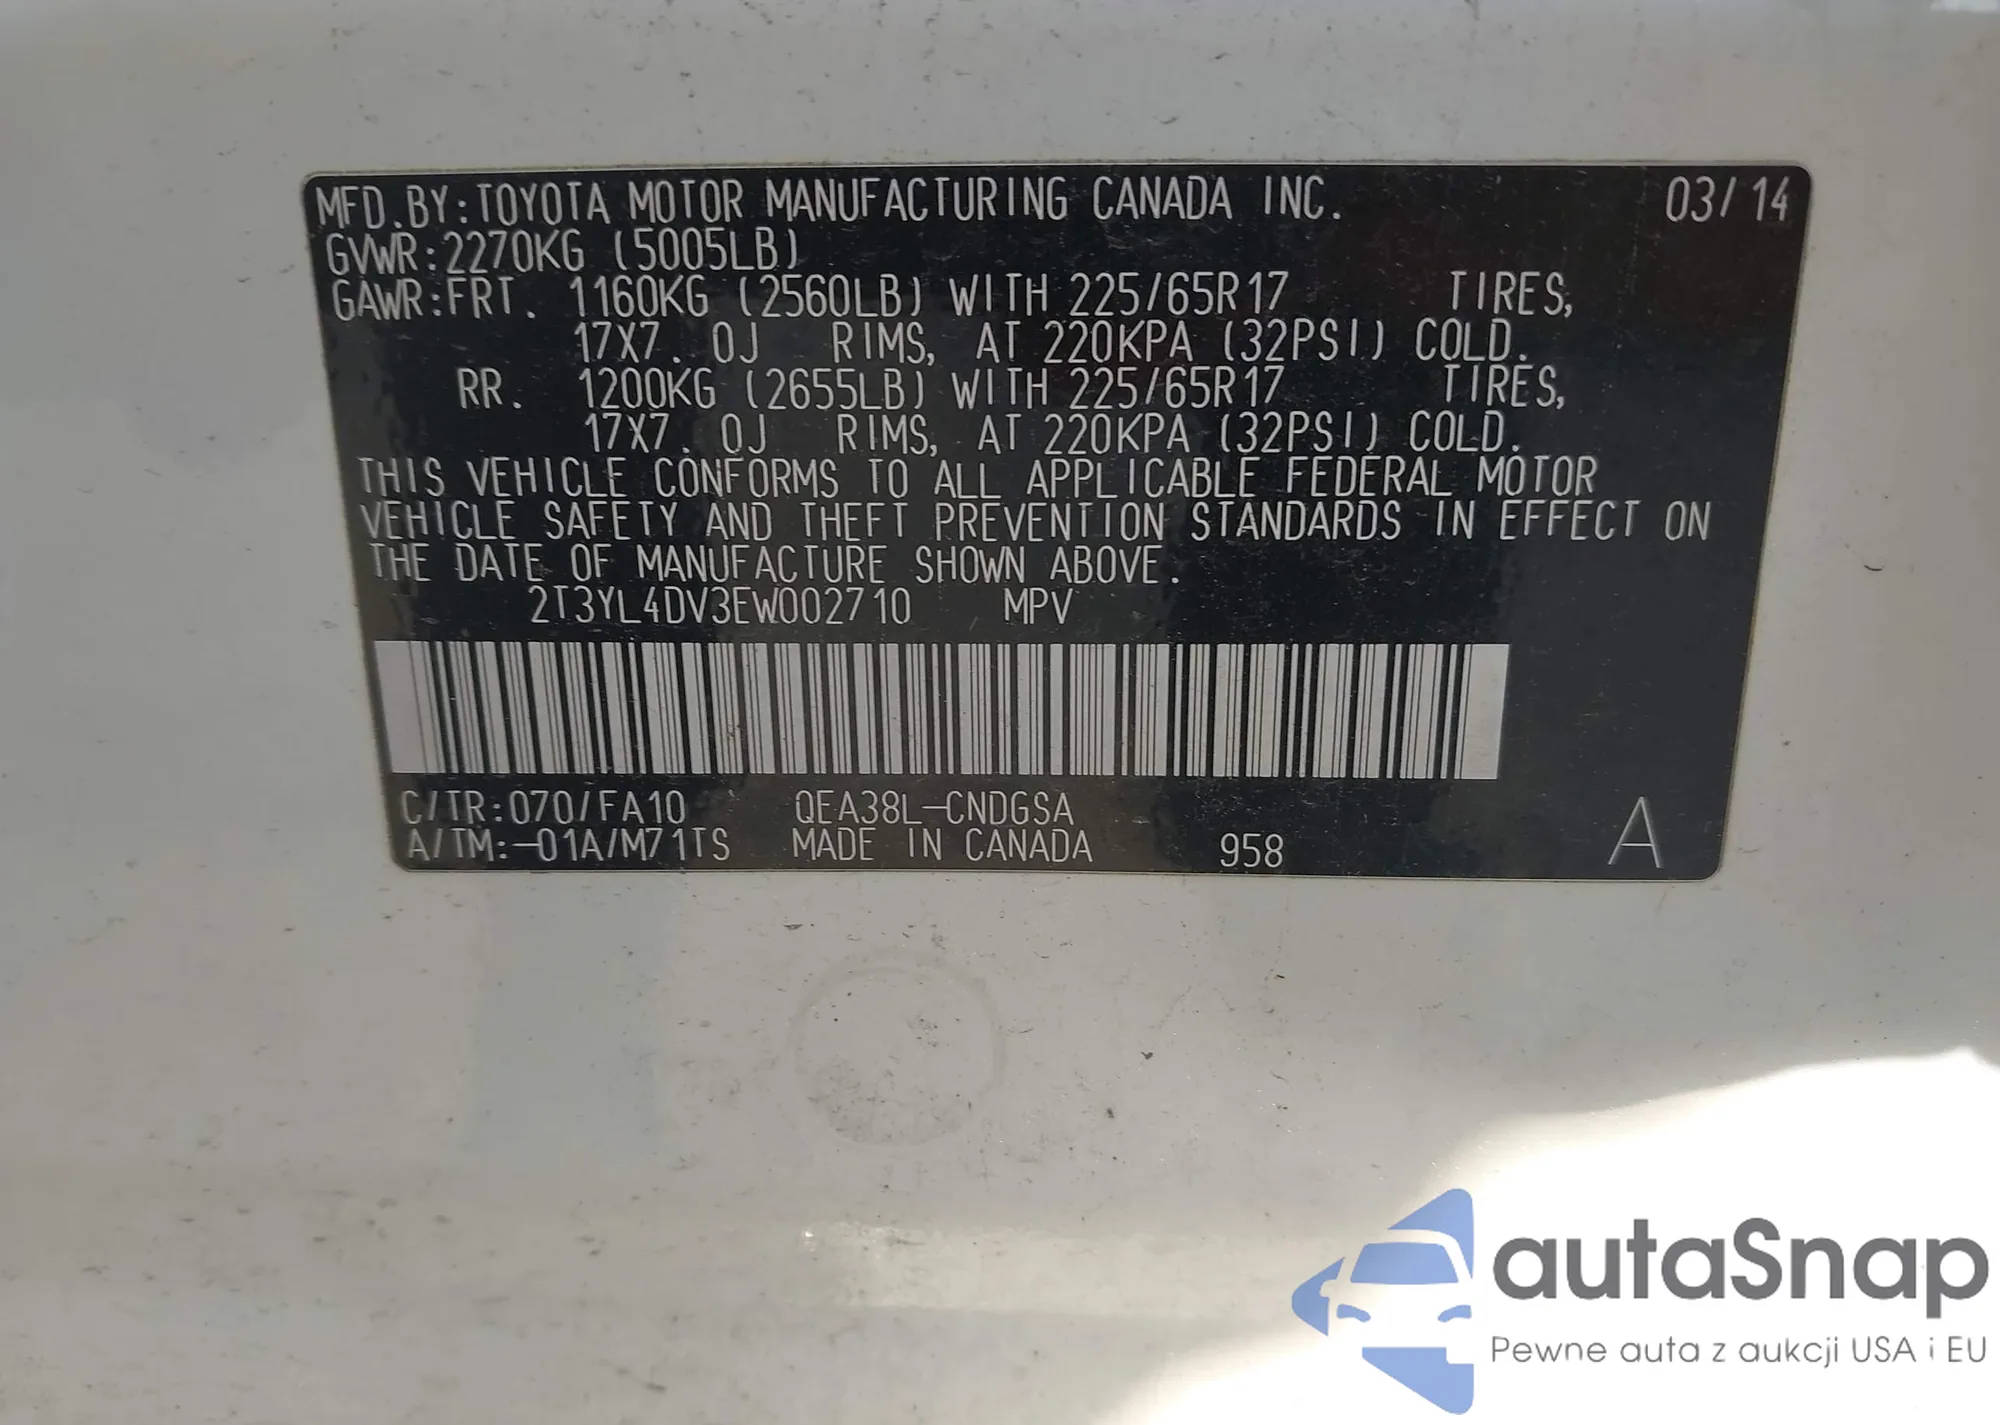 MFD.BY:TOYOTA MOTOR MANUFACTURING CANADA INC. 03/14
GVWR:2270KG (5005LB)
GAWR:FRT. 1160KG (2560LB) WITH 225/65R17 TIRES,
17X7.0J RIMS, AT 220KPA (32PSI) COLD.
RR. 1200KG (2655LB) WITH 225/65R17 TIRES,
17X7.0J RIMS, AT 220KPA (32PSI) COLD.
THIS VEHICLE CONFORMS TO ALL APPLICABLE FEDERAL MOTOR
VEHICLE SAFETY AND THEFT PREVENTION STANDARDS IN EFFECT ON
THE DATE OF MANUFACTURE SHOWN ABOVE.
2T3YL4DV3EW002710 MPV
C/TR:070/FA10 QEA38L-CNDGSA
A/TM:-01A/M71TS MADE IN CANADA 958 A
autaSnap
Pewne auta z aukcji USA i EU